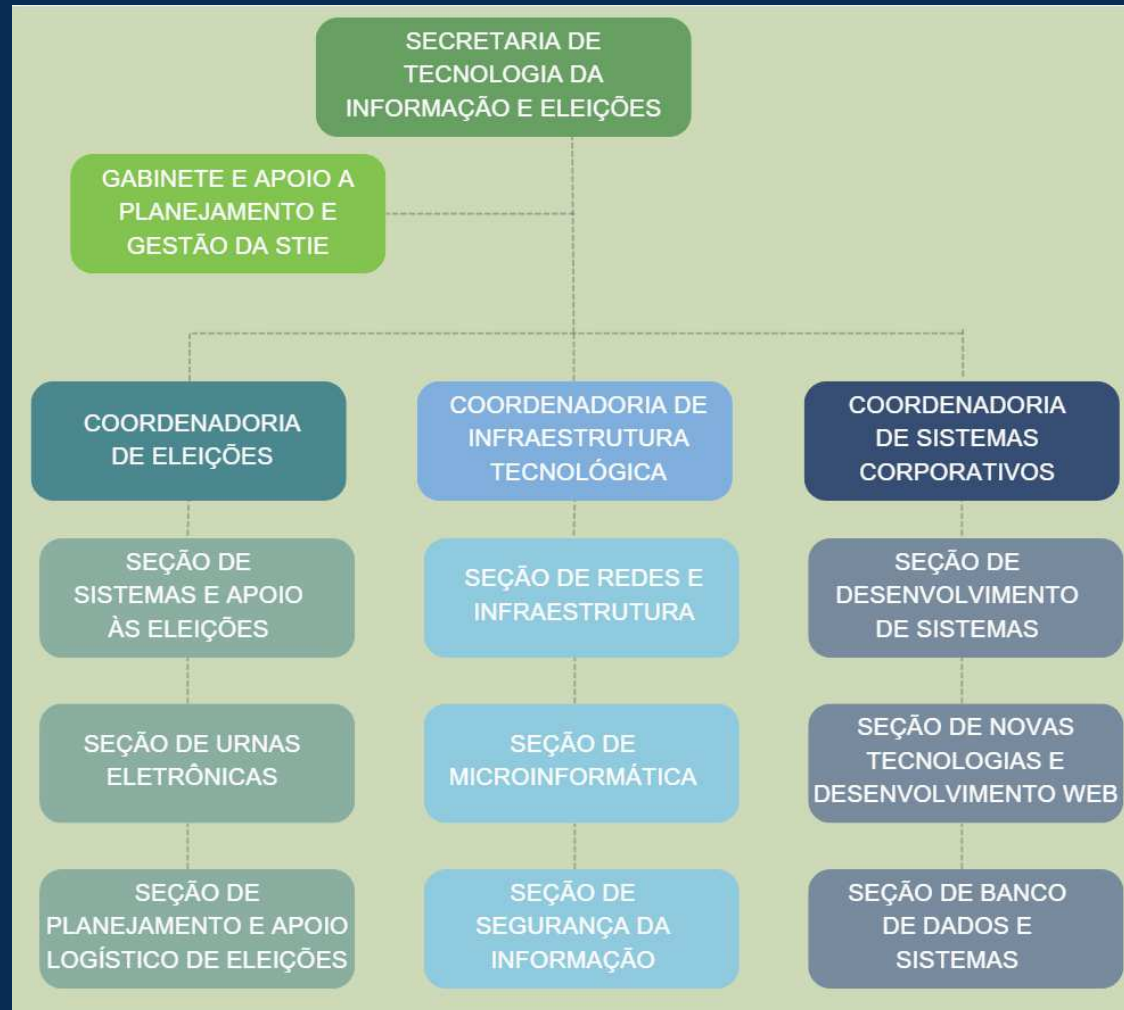 SECRETARIA DE
TECNOLOGIA DA
INFORMAÇÃO E ELEIÇÕES
GABINETE E APOIO A
PLANEJAMENTO E
GESTÃO DA STIE
COORDENADORIA
DE ELEIÇÕES
COORDENADORIA DE
INFRAESTRUTURA
TECNOLÓGICA
COORDENADORIA
DE SISTEMAS
CORPORATIVOS
SEÇÃO DE
SISTEMAS E APOIO
ÀS ELEIÇÕES
SEÇÃO DE REDES E
INFRAESTRUTURA
SEÇÃO DE
DESENVOLVIMENTO
DE SISTEMAS
SEÇÃO DE URNAS
ELETRÔNICAS
SEÇÃO DE
MICROINFORMÁTICA
SEÇÃO DE NOVAS
TECNOLOGIAS E
DESENVOLVIMENTO WEB
SEÇÃO DE
PLANEJAMENTO E APOIO
LOGÍSTICO DE ELEIÇÕES
SEÇÃO DE
SEGURANÇA DA
INFORMAÇÃO
SEÇÃO DE BANCO
DE DADOS E
SISTEMAS